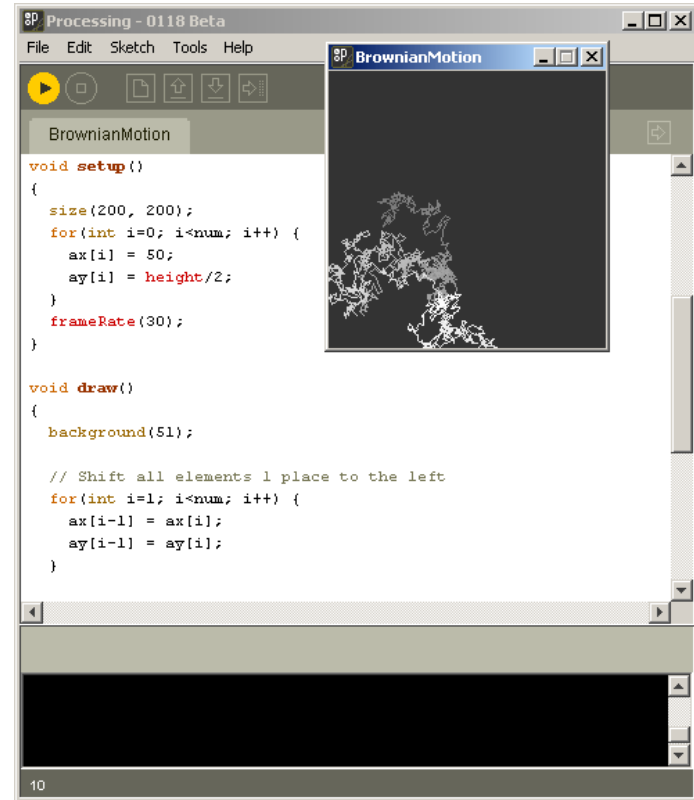 Processing - 0118 Beta
File Edit Sketch Tools Help
BrownianMotion
BrownianMotion
void setup()
{
  size(200, 200);
  for(int i=0; i<num; i++) {
    ax[i] = 50;
    ay[i] = height/2;
  }
  frameRate(30);
}

void draw()
{
  background(51);

  // Shift all elements 1 place to the left
  for(int i=1; i<num; i++) {
    ax[i-1] = ax[i];
    ay[i-1] = ay[i];
  }
10